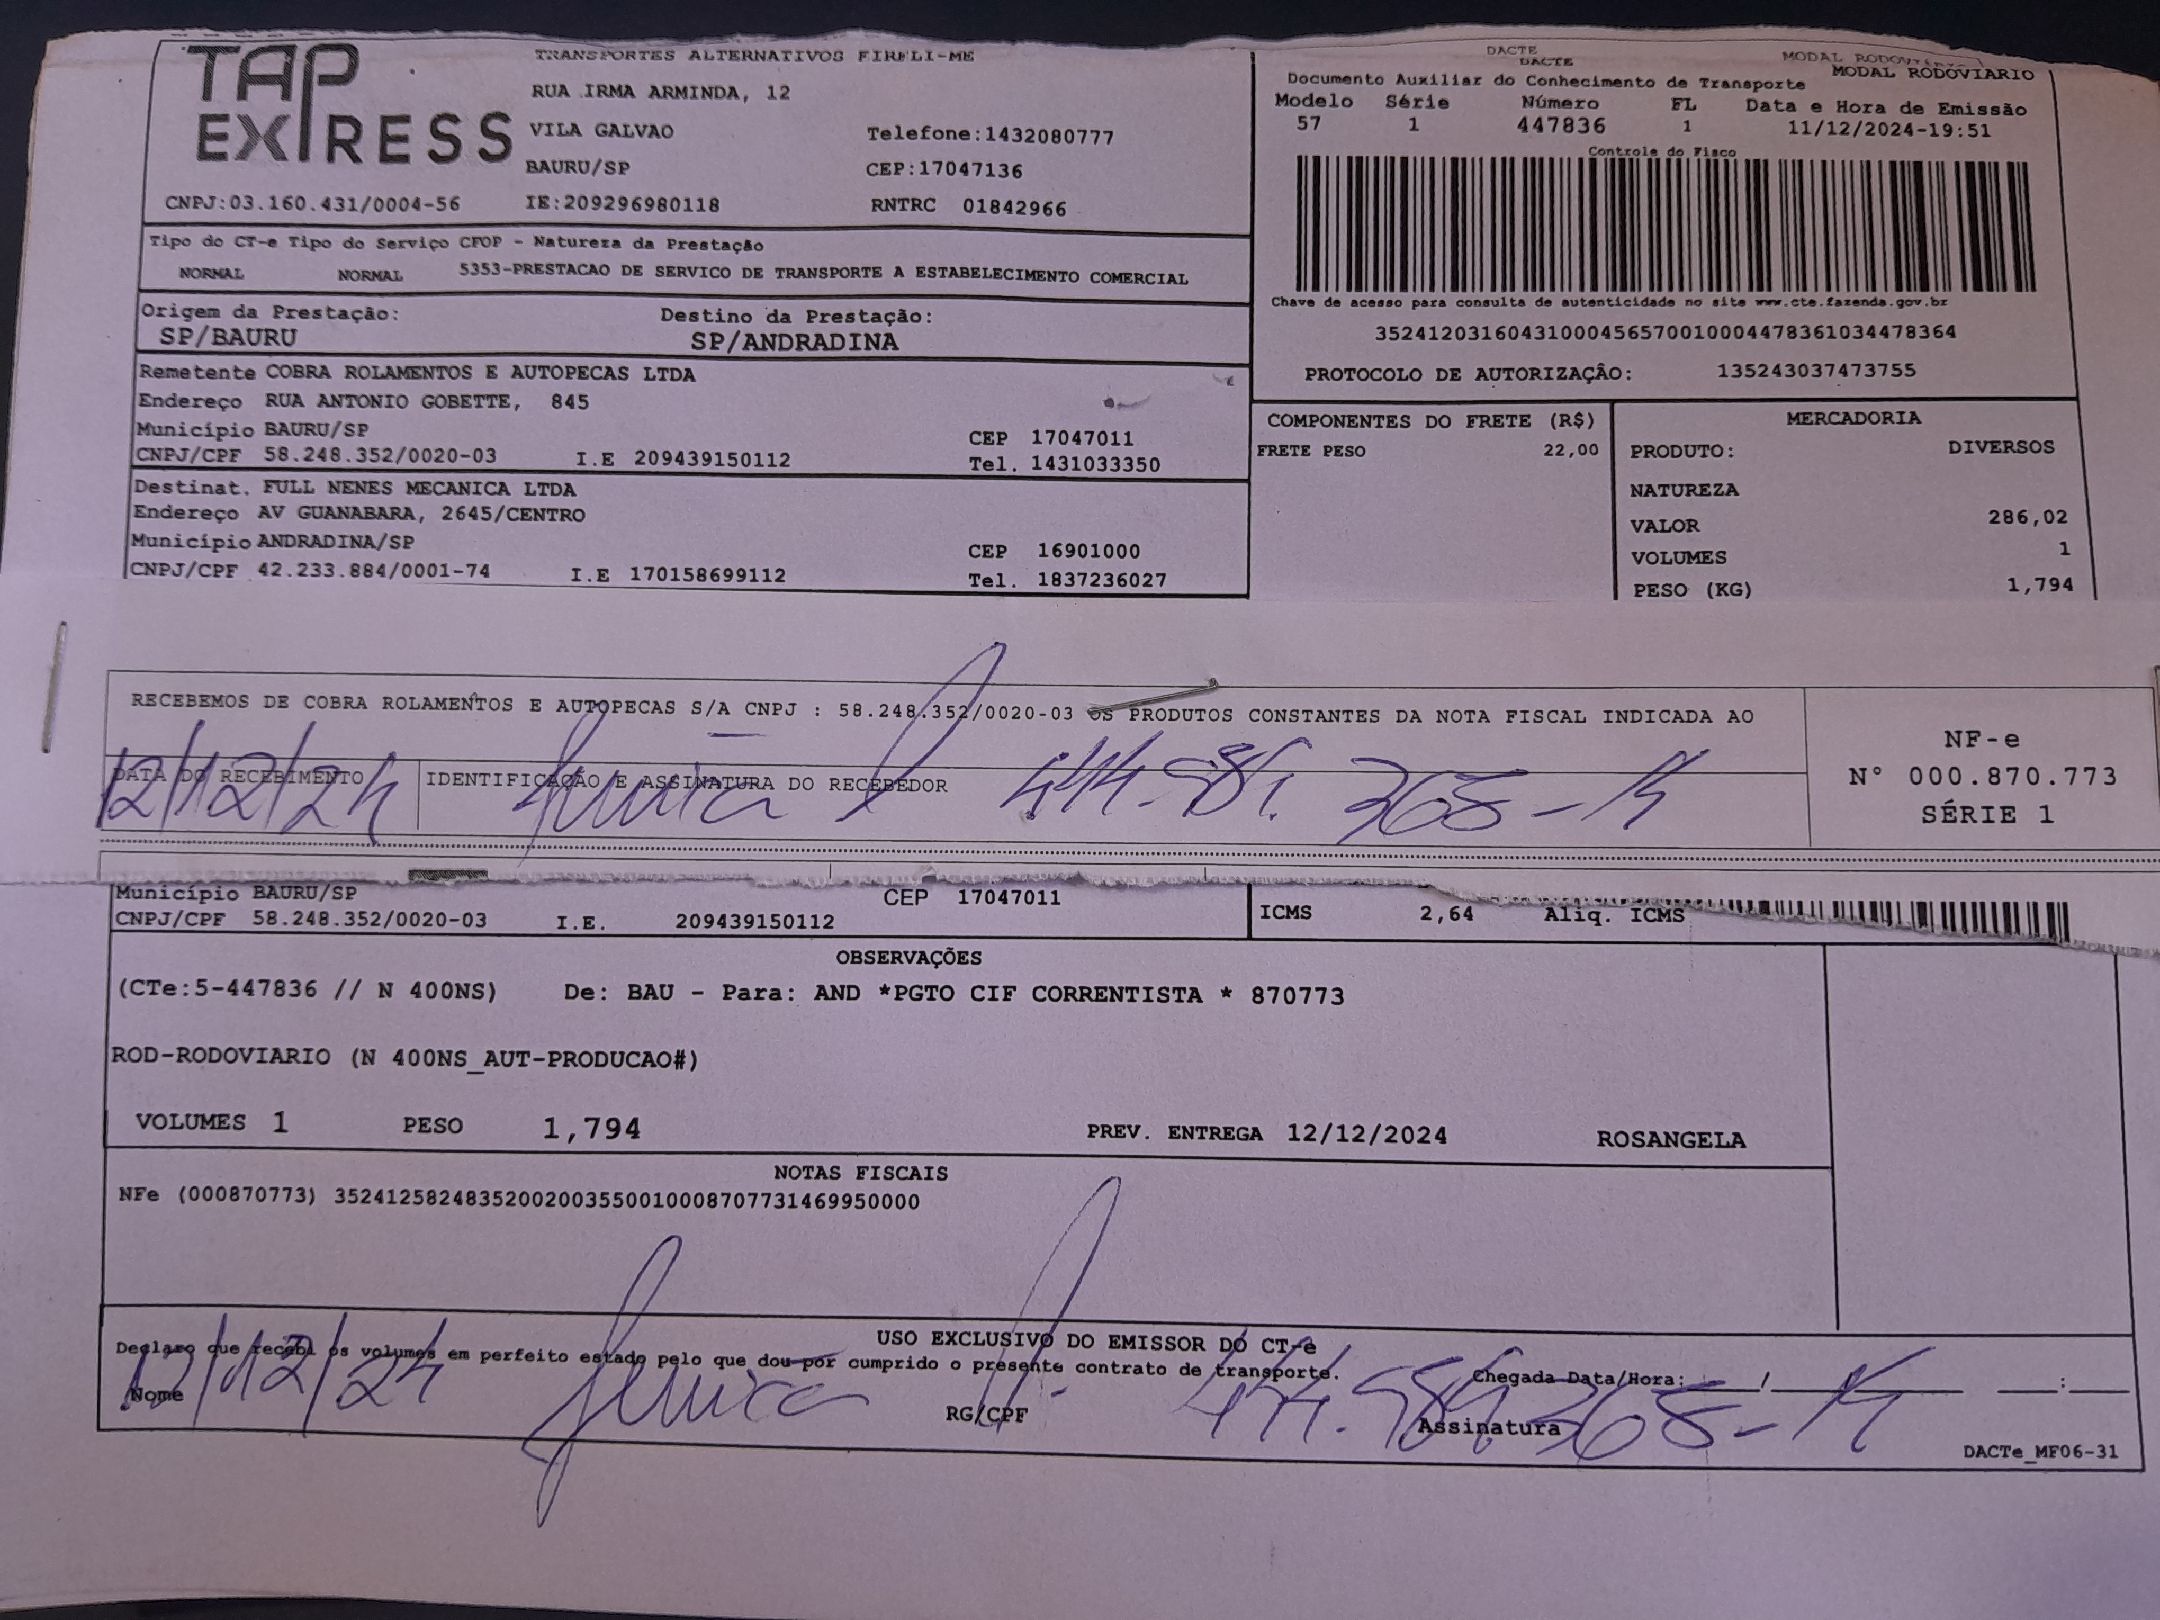 TAP EXPRESS
TRANSPORTES ALTERNATIVOS EIRELI-ME
RUA IRMA ARMINDA, 12
VILA GALVAO Telefone:1432080777
BAURU/SP CEP:17047136
CNPJ:03.160.431/0004-56 IE:209296980118 RNTRC 01842966
DACTE
DACTE
MODAL RODOVIARIO
MODAL RODOVIARIO
Documento Auxiliar do Conhecimento de Transporte
Modelo Série Número FL Data e Hora de Emissão
57 1 447836 1 11/12/2024-19:51
Controle do Fisco
Chave de acesso para consulta de autenticidade no site www.cte.fazenda.gov.br
35241203160431000456570010004478361034478364
PROTOCOLO DE AUTORIZAÇÃO: 135243037473755
Tipo do CT-e Tipo do Serviço CFOP - Natureza da Prestação
NORMAL NORMAL 5353-PRESTACAO DE SERVICO DE TRANSPORTE A ESTABELECIMENTO COMERCIAL
Origem da Prestação: Destino da Prestação:
SP/BAURU SP/ANDRADINA
Remetente COBRA ROLAMENTOS E AUTOPECAS LTDA
Endereço RUA ANTONIO GOBETTE, 845
Município BAURU/SP CEP 17047011
CNPJ/CPF 58.248.352/0020-03 I.E 209439150112 Tel. 1431033350
Destinat. FULL NENES MECANICA LTDA
Endereço AV GUANABARA, 2645/CENTRO
Município ANDRADINA/SP CEP 16901000
CNPJ/CPF 42.233.884/0001-74 I.E 170158699112 Tel. 1837236027
COMPONENTES DO FRETE (R$)
FRETE PESO 22,00
MERCADORIA
PRODUTO: DIVERSOS
NATUREZA
VALOR 286,02
VOLUMES 1
PESO (KG) 1,794
RECEBEMOS DE COBRA ROLAMENTOS E AUTOPECAS S/A CNPJ : 58.248.352/0020-03 OS PRODUTOS CONSTANTES DA NOTA FISCAL INDICADA AO
DATA DO RECEBIMENTO IDENTIFICAÇÃO E ASSINATURA DO RECEBEDOR
12/12/24
NF-e
N° 000.870.773
SÉRIE 1
Município BAURU/SP CEP 17047011
CNPJ/CPF 58.248.352/0020-03 I.E. 209439150112
ICMS 2,64 Aliq. ICMS
OBSERVAÇÕES
(CTe:5-447836 // N 400NS) De: BAU - Para: AND *PGTO CIF CORRENTISTA * 870773
ROD-RODOVIARIO (N 400NS_AUT-PRODUCAO#)
VOLUMES 1 PESO 1,794 PREV. ENTREGA 12/12/2024 ROSANGELA
NOTAS FISCAIS
NFe (000870773) 35241258248352002003550010008707731469950000
USO EXCLUSIVO DO EMISSOR DO CT-e
Declaro que recebi os volumes em perfeito estado pelo que dou por cumprido o presente contrato de transporte.
Chegada Data/Hora: / :
12/12/24
Nome RG/CPF Assinatura
DACTe_MF06-31